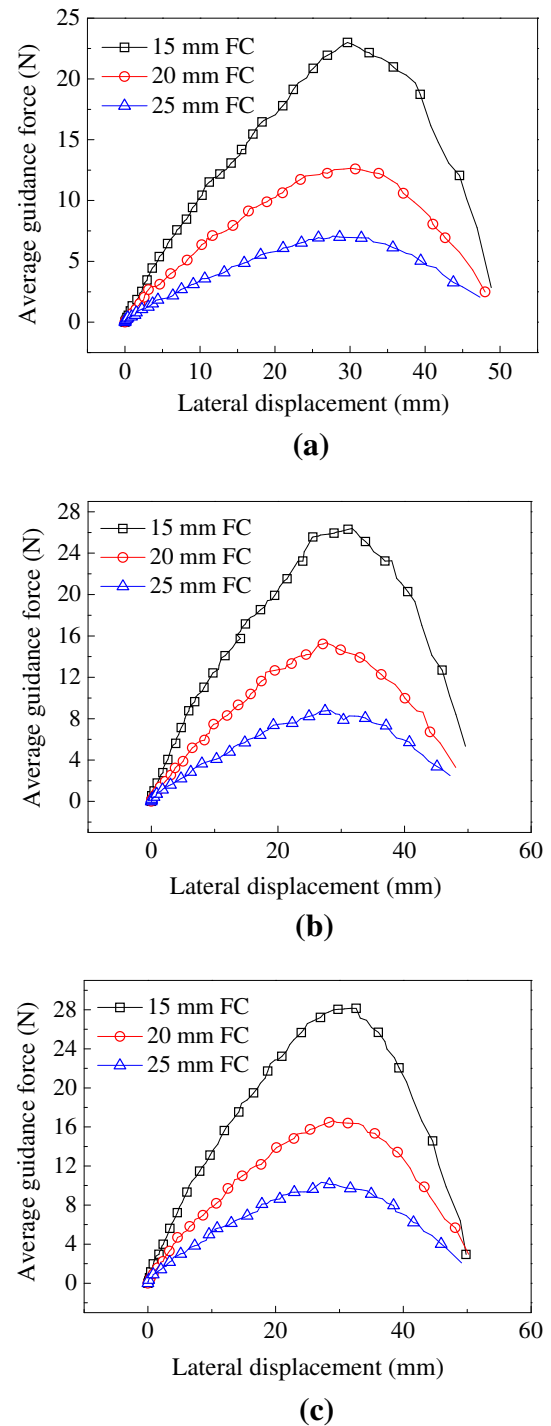 25
20
15
10
5
0
Average guidance force (N)
15 mm FC
20 mm FC
25 mm FC
0 10 20 30 40 50
Lateral displacement (mm)
(a)
28
24
20
16
12
8
4
0
Average guidance force (N)
15 mm FC
20 mm FC
25 mm FC
0 20 40 60
Lateral displacement (mm)
(b)
28
24
20
16
12
8
4
0
Average guidance force (N)
15 mm FC
20 mm FC
25 mm FC
0 20 40 60
Lateral displacement (mm)
(c)